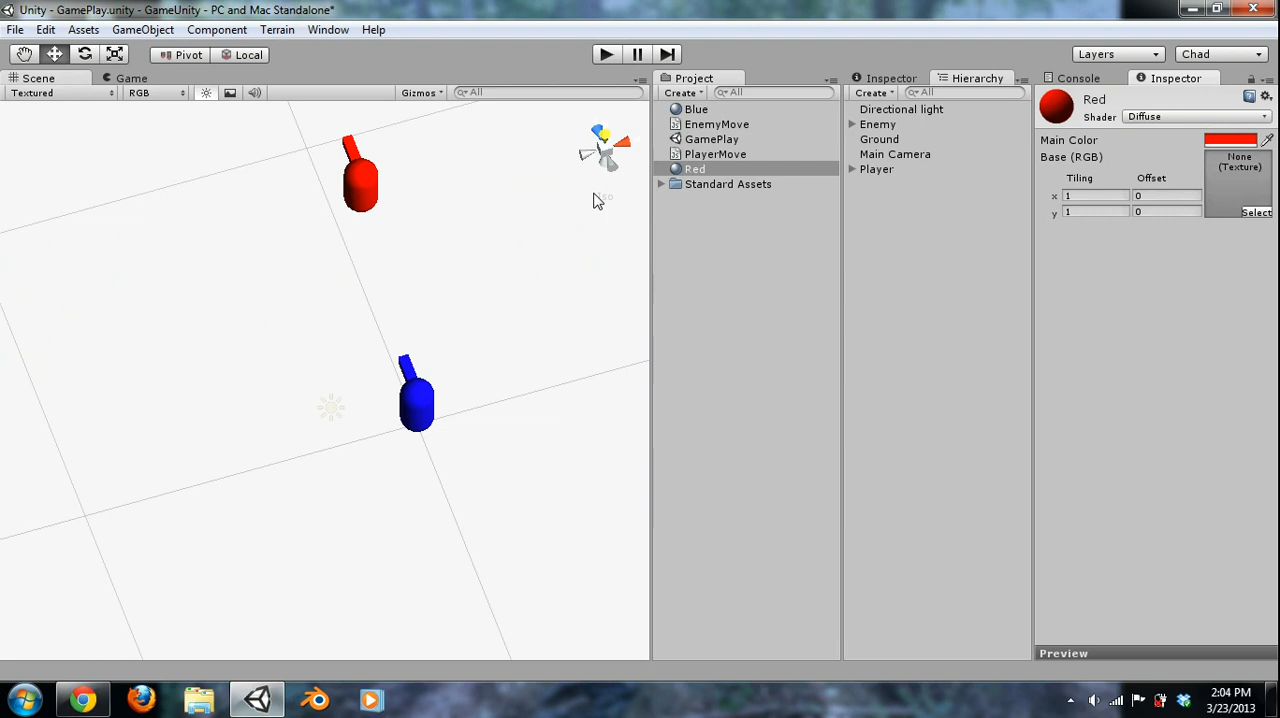 Unity - GamePlay.unity - GameUnity - PC and Mac Standalone*
File Edit Assets GameObject Component Terrain Window Help
Pivot Local Layers Chad
Scene Game Project Inspector Hierarchy Console Inspector
Textured RGB Gizmos All Create All Create All
Red
Shader Diffuse
Main Color
Base (RGB)
None
(Texture)
Tiling Offset
x 1 0
y 1 0
Select
Blue
EnemyMove
GamePlay
PlayerMove
Red
Standard Assets
Directional light
Enemy
Ground
Main Camera
Player
Iso
Preview
2:04 PM
3/23/2013